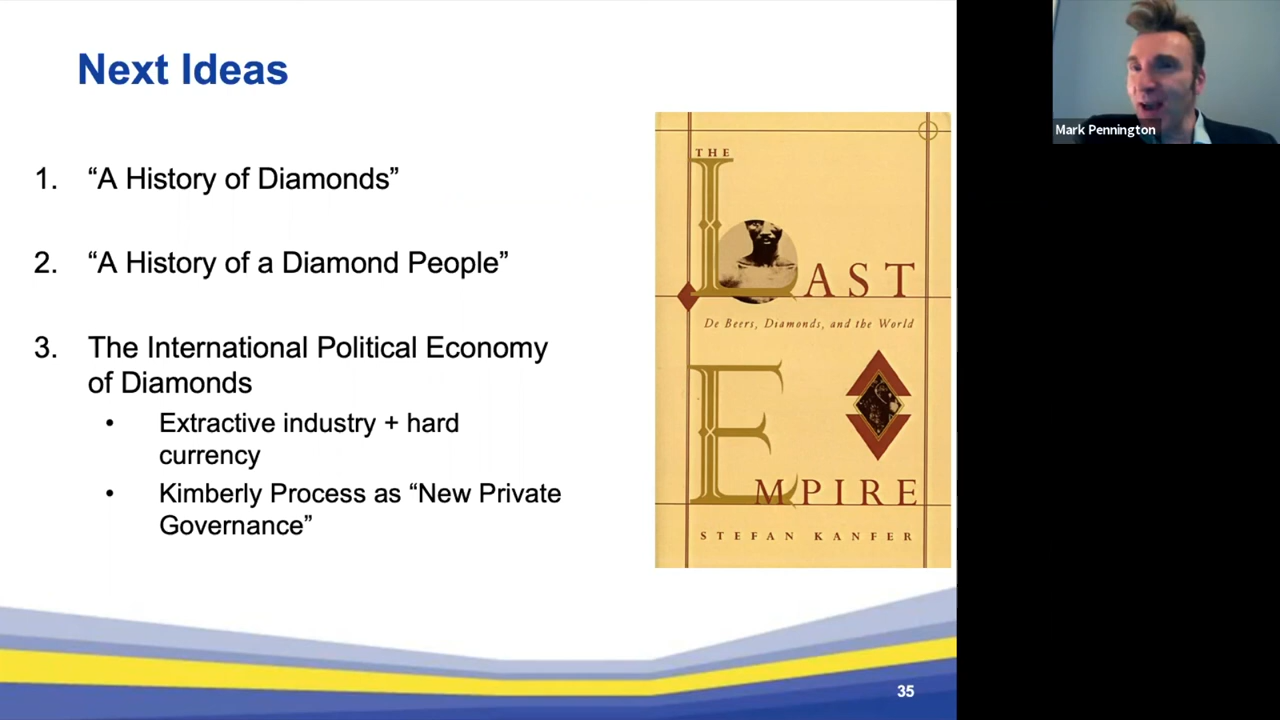 Next Ideas
1. “A History of Diamonds”
2. “A History of a Diamond People”
3. The International Political Economy
of Diamonds
• Extractive industry + hard
currency
• Kimberly Process as “New Private
Governance”
THE
LAST
De Beers, Diamonds, and the World
EMPIRE
STEFAN KANFER
35
Mark Pennington